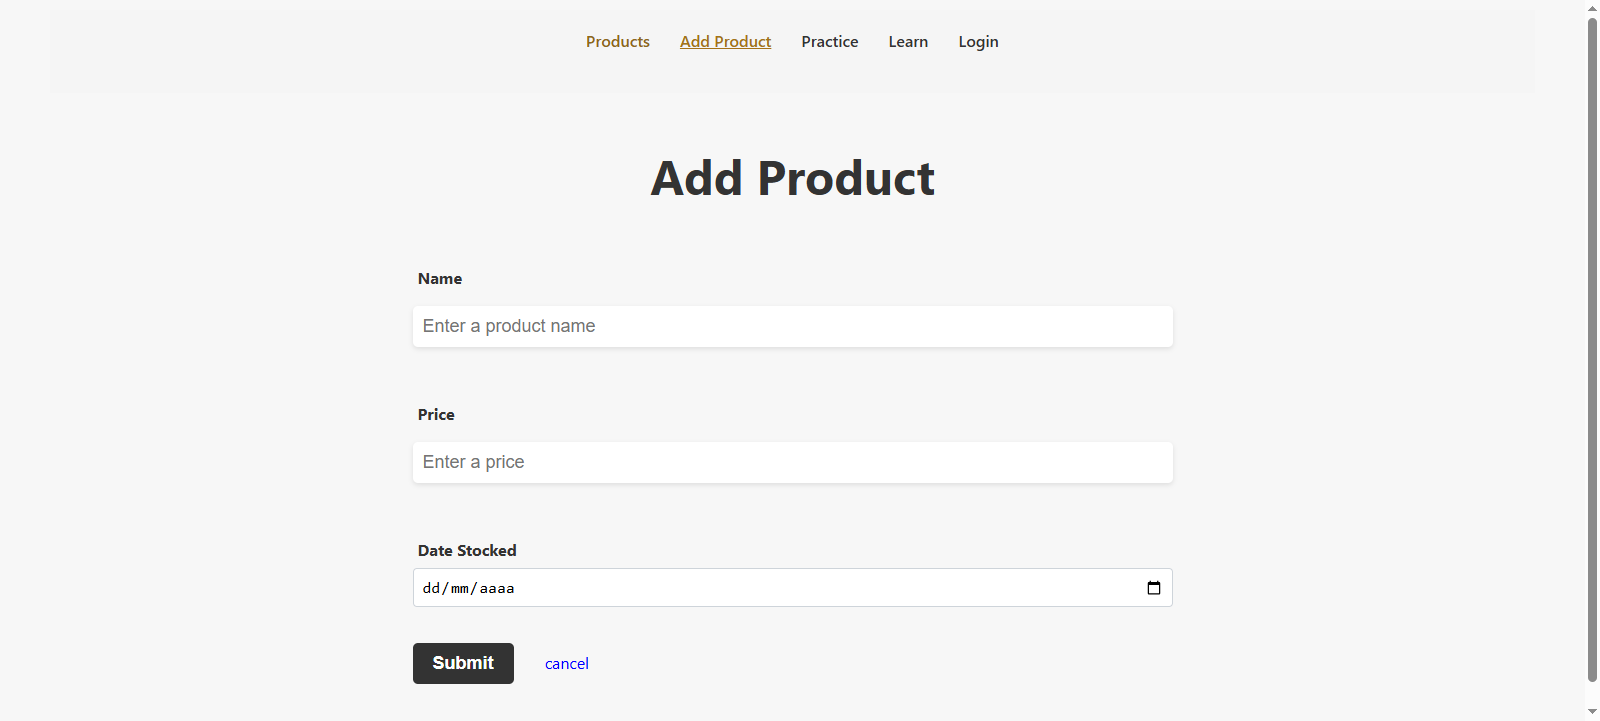 Products Add Product Practice Learn Login
Add Product
Name
Enter a product name
Price
Enter a price
Date Stocked
dd/mm/aaaa
Submit cancel